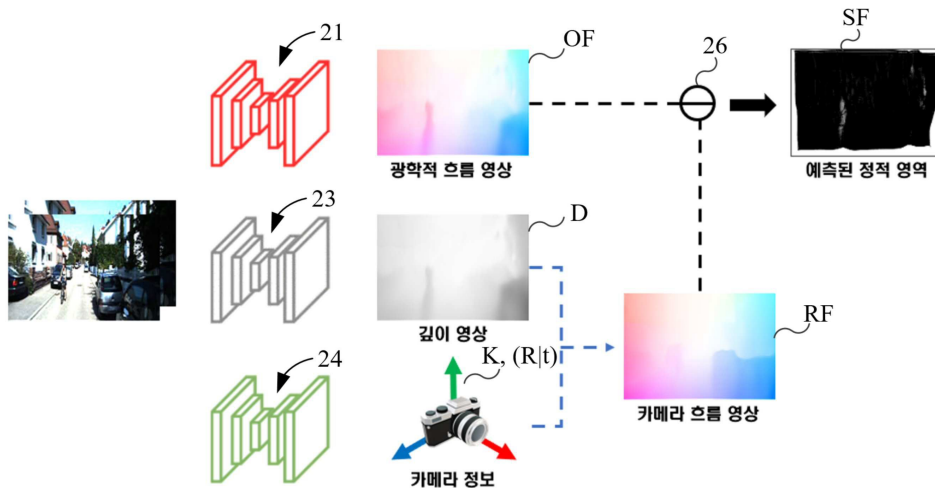 21
OF
26
SF
광학적 흐름 영상
예측된 정적 영역
23
D
깊이 영상
RF
24
K, (R|t)
카메라 흐름 영상
카메라 정보